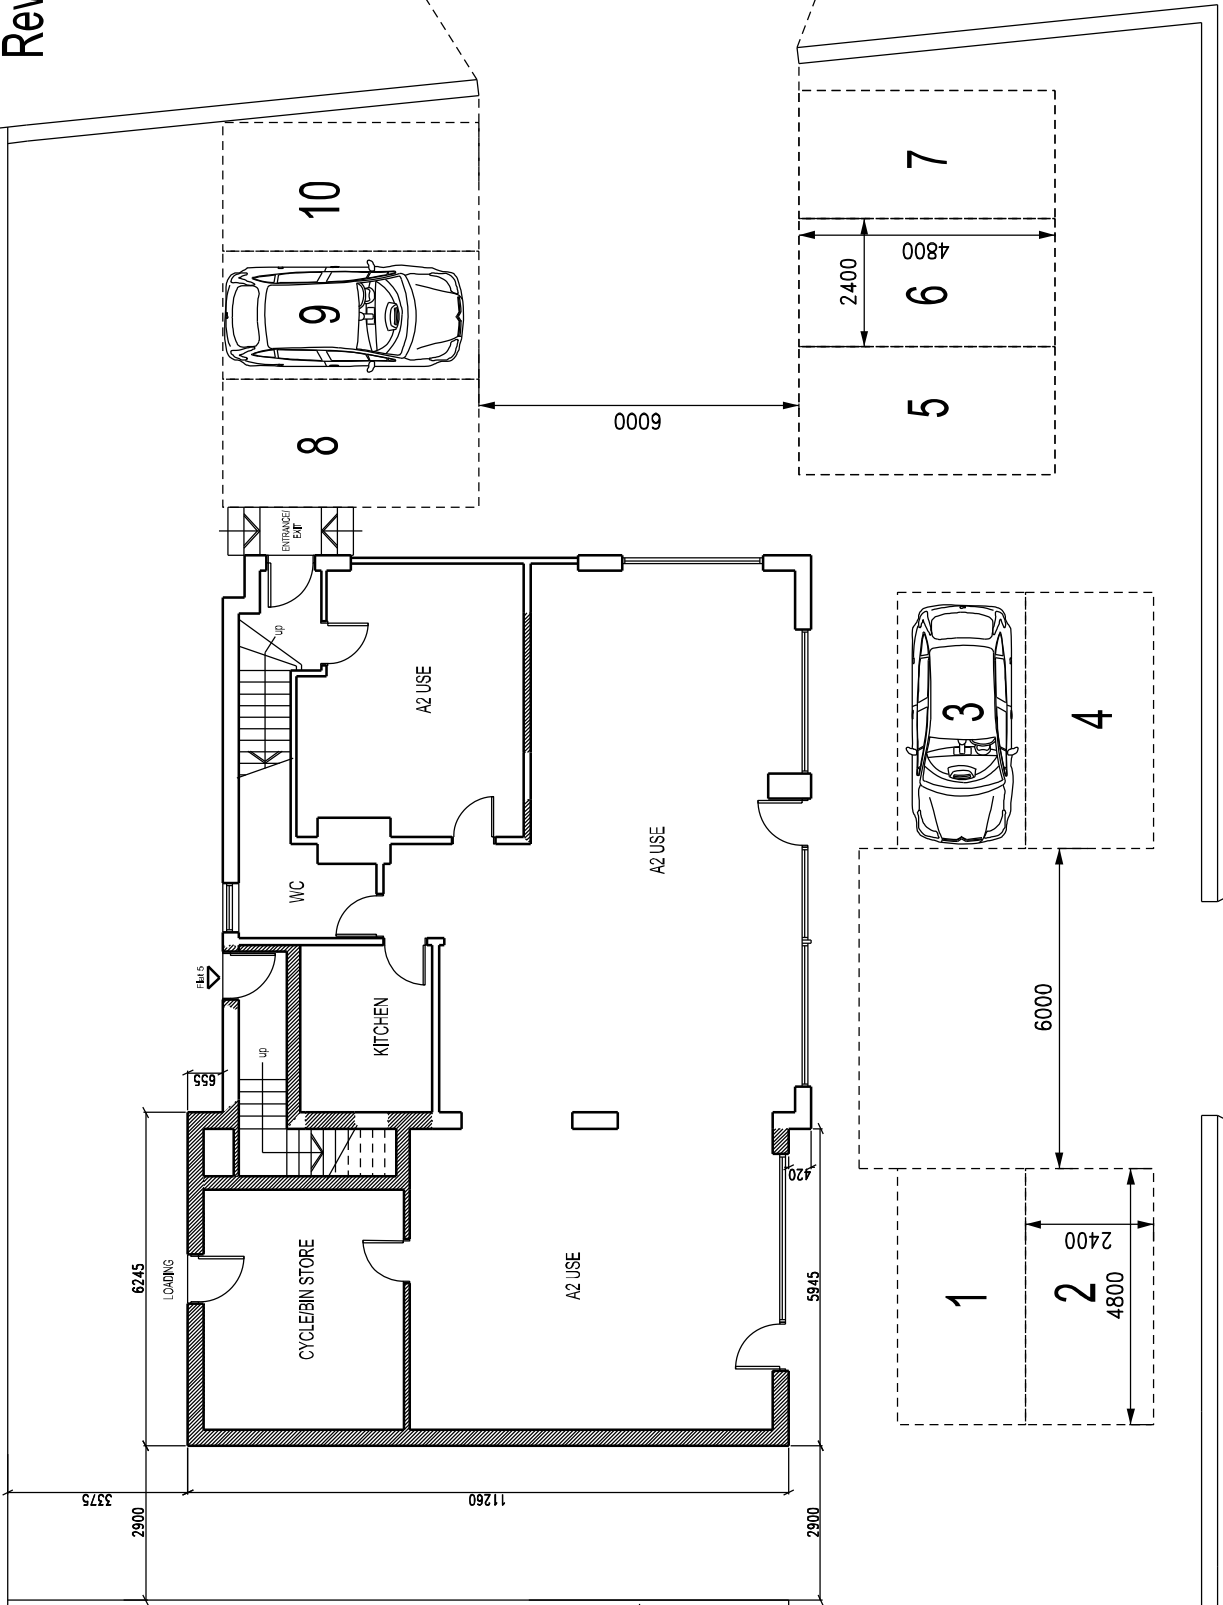 Rev
10
9
8
7
6
5
4800
2400
6000
ENTRANCE/
EXIT
up
A2 USE
3
4
A2 USE
WC
Flat 5
KITCHEN
up
655
6000
420
6245
LOADING
CYCLE/BIN STORE
A2 USE
5945
1
2
2400
4800
3375
11260
2900
2900